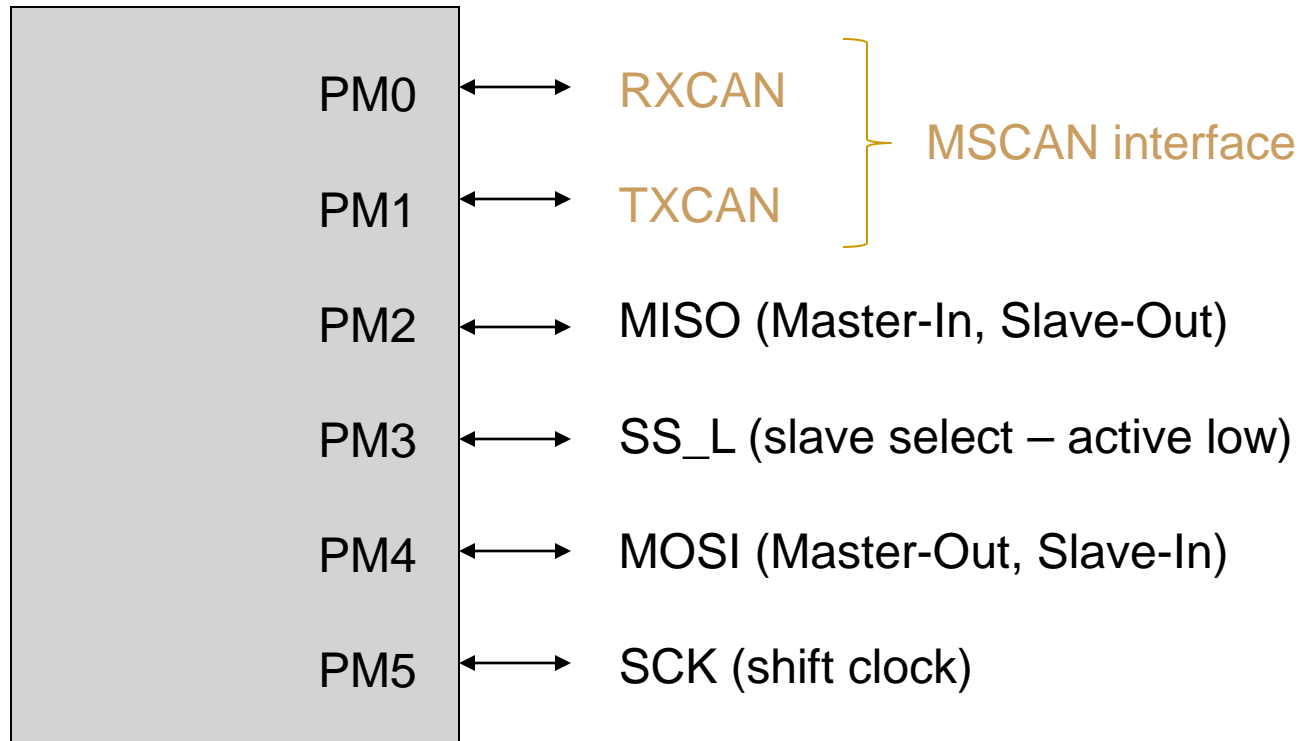 PM0 RXCAN
MSCAN interface
PM1 TXCAN
PM2 MISO (Master-In, Slave-Out)
PM3 SS_L (slave select – active low)
PM4 MOSI (Master-Out, Slave-In)
PM5 SCK (shift clock)